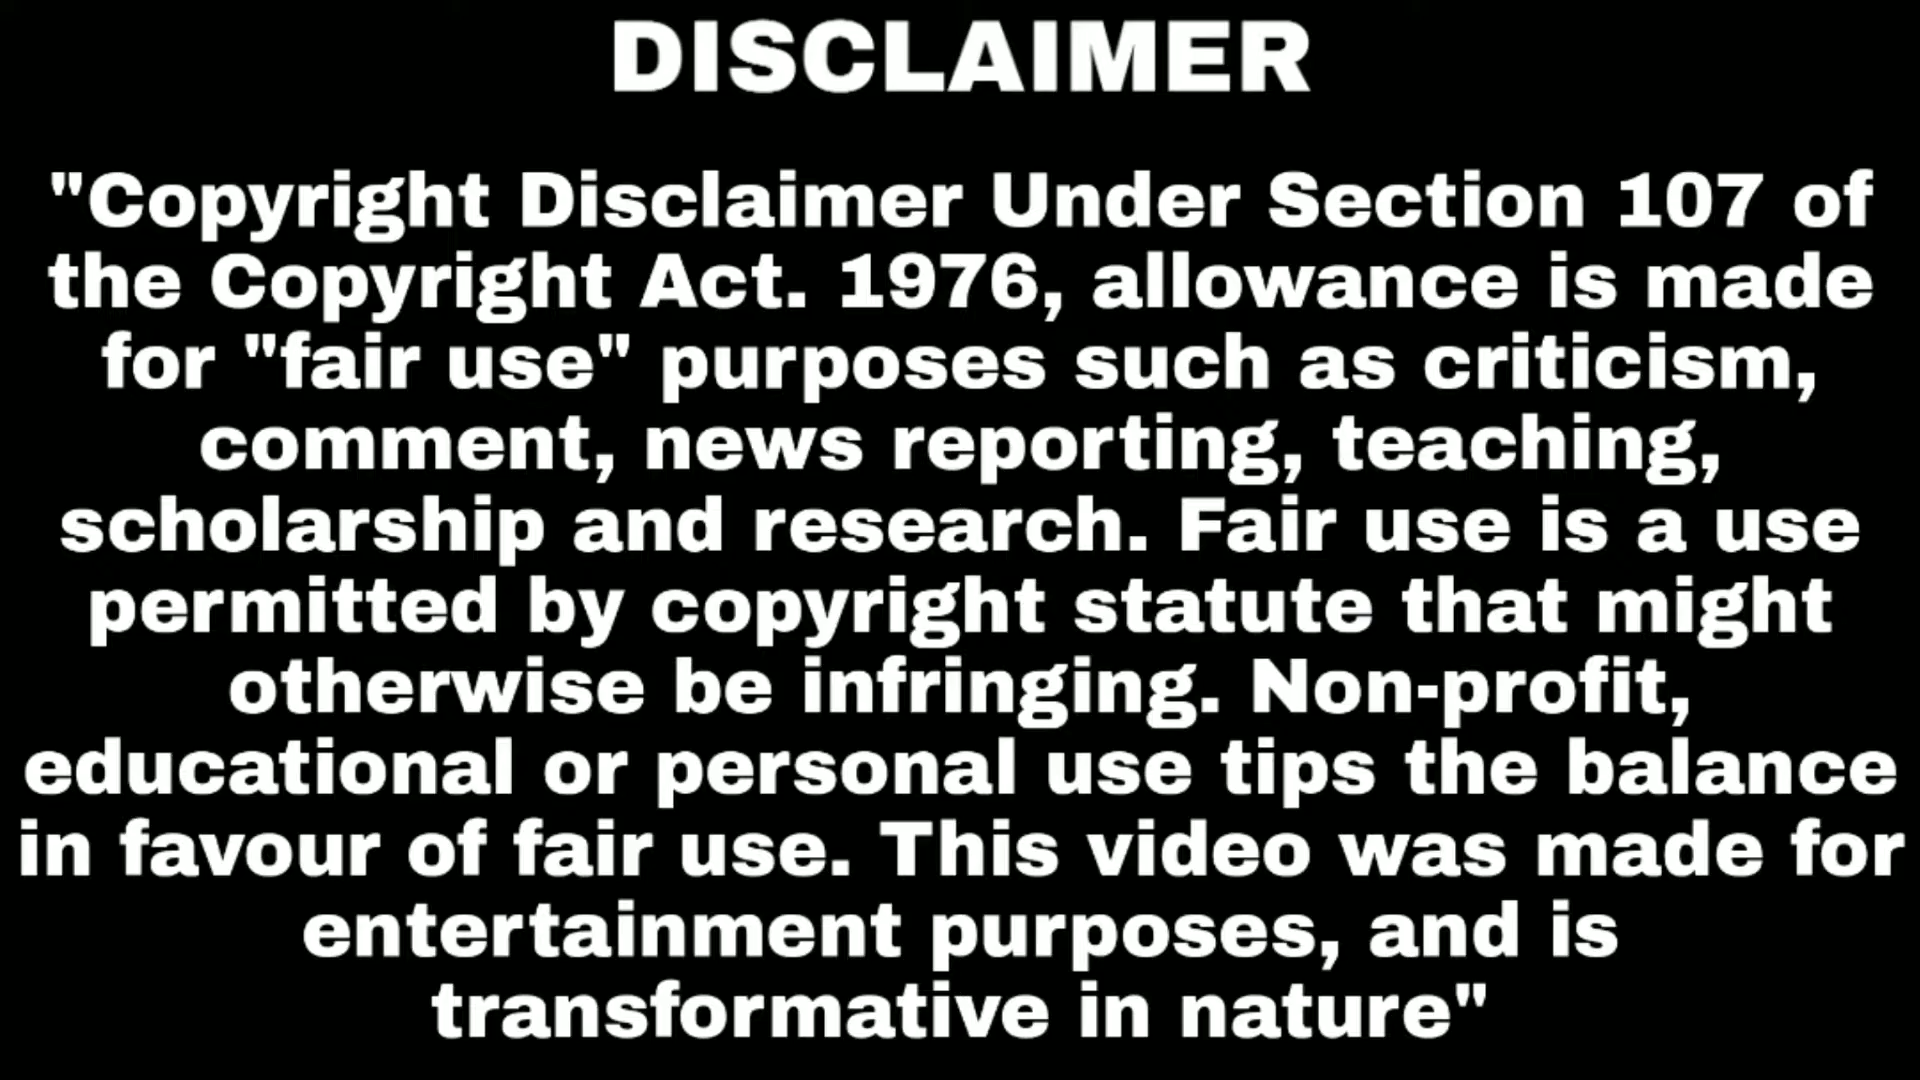 DISCLAIMER
"Copyright Disclaimer Under Section 107 of
the Copyright Act. 1976, allowance is made
for "fair use" purposes such as criticism,
comment, news reporting, teaching,
scholarship and research. Fair use is a use
permitted by copyright statute that might
otherwise be infringing. Non-profit,
educational or personal use tips the balance
in favour of fair use. This video was made for
entertainment purposes, and is
transformative in nature"